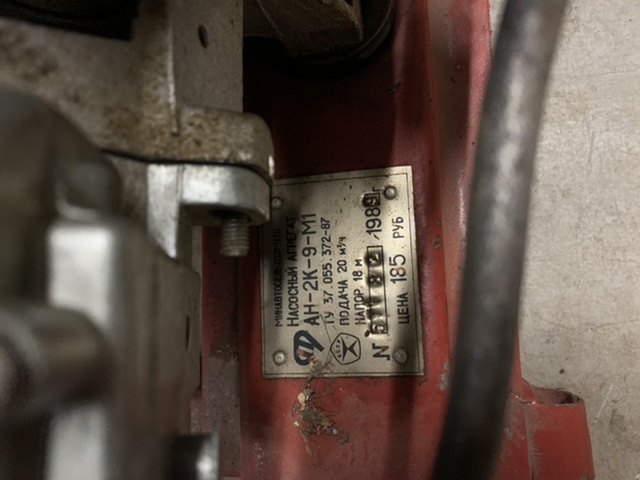 МИНАВТОСЕЛЬХОЗМАШ
НАСОСНЫЙ АГРЕГАТ
АН-2К-9-М1
ТУ 37.055.372-87
ПОДАЧА 20 м³/ч
НАПОР 18 м
N 198 г
ЦЕНА 185 РУБ